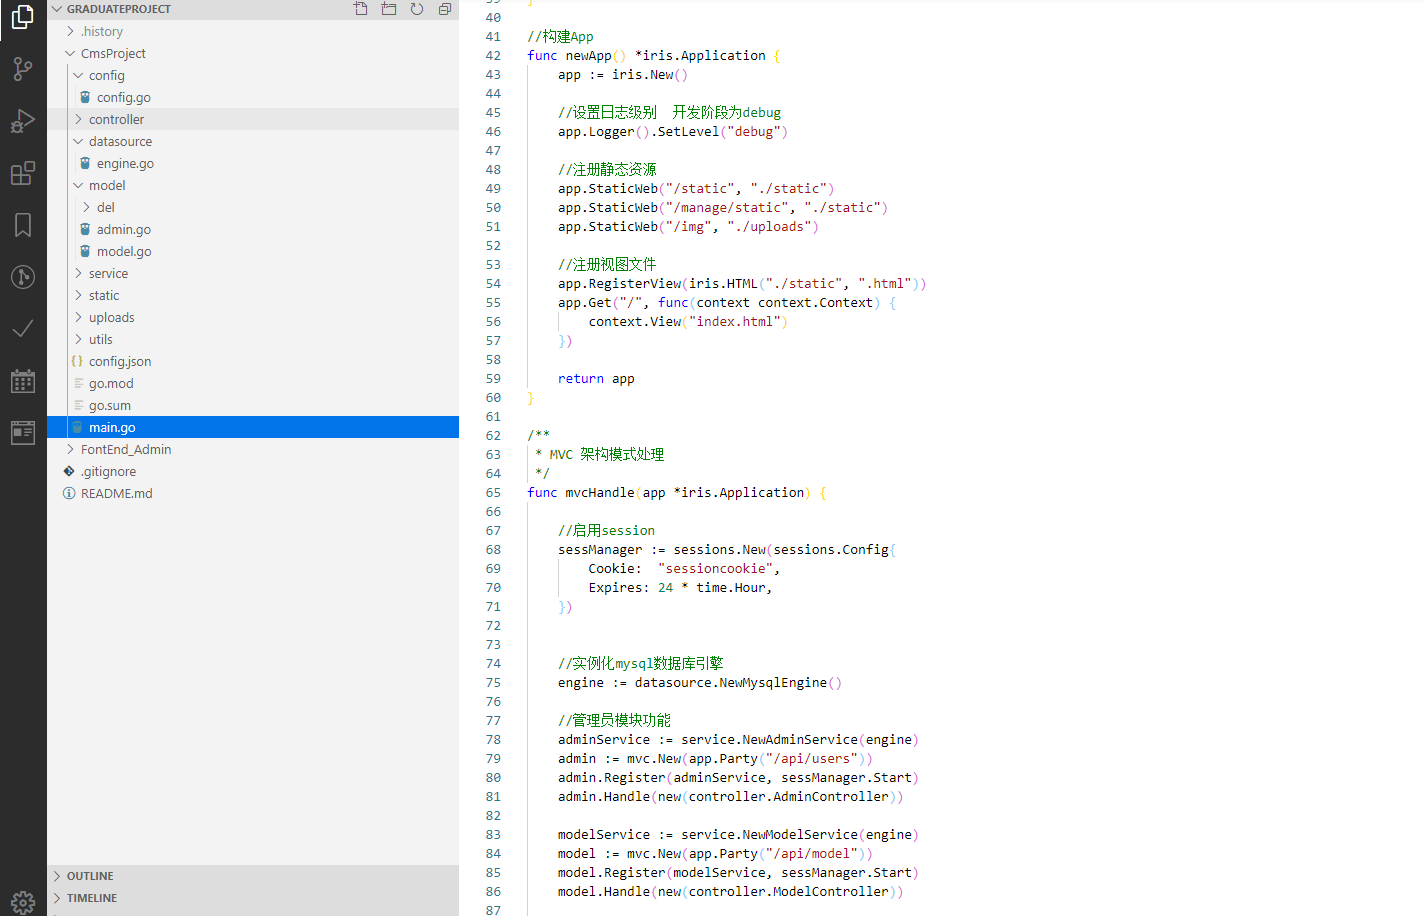 GRADUATEPROJECT
.history
CmsProject
config
config.go
controller
datasource
engine.go
model
del
admin.go
model.go
service
static
uploads
utils
{} config.json
go.mod
go.sum
main.go
FontEnd_Admin
.gitignore
README.md
OUTLINE
TIMELINE
40
41 //构建App
42 func newApp() *iris.Application {
43 app := iris.New()
44
45 //设置日志级别  开发阶段为debug
46 app.Logger().SetLevel("debug")
47
48 //注册静态资源
49 app.StaticWeb("/static", "./static")
50 app.StaticWeb("/manage/static", "./static")
51 app.StaticWeb("/img", "./uploads")
52
53 //注册视图文件
54 app.RegisterView(iris.HTML("./static", ".html"))
55 app.Get("/", func(context context.Context) {
56 context.View("index.html")
57 })
58
59 return app
60 }
61
62 /**
63 * MVC 架构模式处理
64 */
65 func mvcHandle(app *iris.Application) {
66
67 //启用session
68 sessManager := sessions.New(sessions.Config{
69 Cookie:  "sessioncookie",
70 Expires: 24 * time.Hour,
71 })
72
73
74 //实例化mysql数据库引擎
75 engine := datasource.NewMysqlEngine()
76
77 //管理员模块功能
78 adminService := service.NewAdminService(engine)
79 admin := mvc.New(app.Party("/api/users"))
80 admin.Register(adminService, sessManager.Start)
81 admin.Handle(new(controller.AdminController))
82
83 modelService := service.NewModelService(engine)
84 model := mvc.New(app.Party("/api/model"))
85 model.Register(modelService, sessManager.Start)
86 model.Handle(new(controller.ModelController))
87